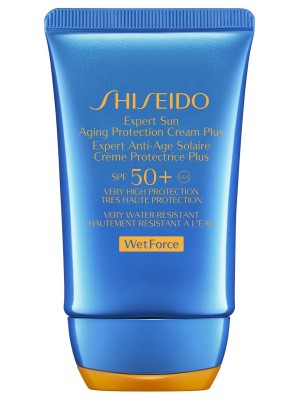 SHISEIDO
Expert Sun
Aging Protection Cream Plus
Expert Anti-Age Solaire
Crème Protectrice Plus
SPF 50+ UVA
VERY HIGH PROTECTION
TRES HAUTE PROTECTION
VERY WATER-RESISTANT
HAUTEMENT RESISTANT A L'EAU
WetForce